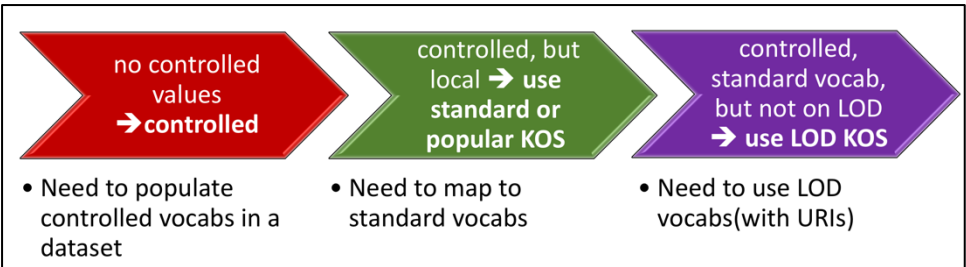 no controlled
values
➔controlled
controlled, but
local ➔ use
standard or
popular KOS
controlled,
standard vocab,
but not on LOD
➔ use LOD KOS
• Need to populate
controlled vocabs in a
dataset
• Need to map to
standard vocabs
• Need to use LOD
vocabs(with URIs)